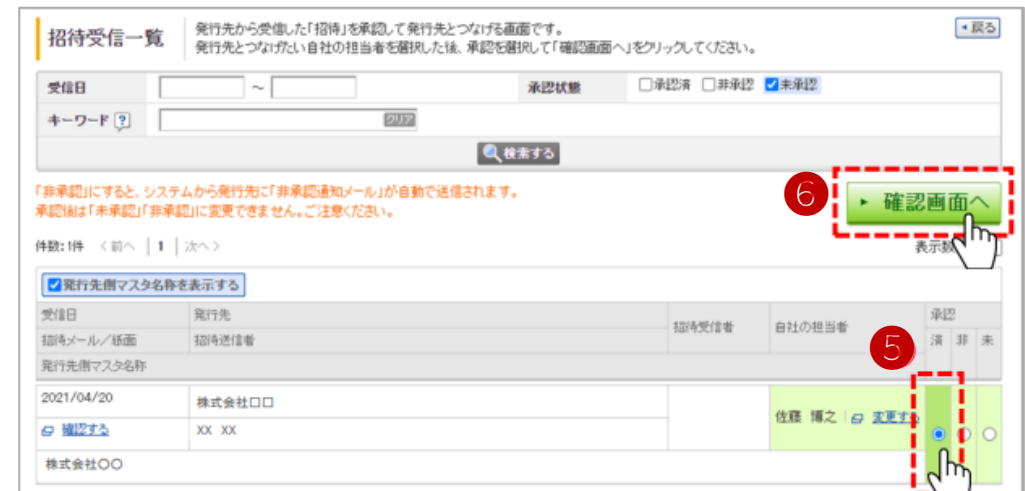 招待受信一覧
発行先から受信した「招待」を承認して発行先とつなげる画面です。
発行先とつなげたい自社の担当者を選択した後、承認を選択して「確認画面へ」をクリックしてください。
戻る
受信日 ～ 承認状態 承認済 非承認 未承認
キーワード ? クリア
検索する
「非承認」にすると、システムから発行先に「非承認通知メール」が自動で送信されます。
承認後は「未承認」「非承認」に変更できません。ご注意ください。
6
確認画面へ
件数:1件 <前へ | 1 | 次へ>
表示数
発行先側マスタ名称を表示する
受信日 発行先 招待受信者 自社の担当者 承認
招待メール／紙面 招待送信者 済 非 未
発行先側マスタ名称
5
2021/04/20 株式会社□□
佐藤 博之 変更する
確認する XX XX
株式会社〇〇